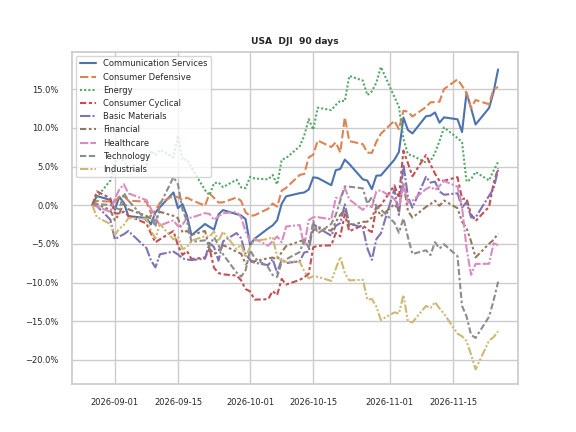 USA DJI 90 days
Communication Services
Consumer Defensive
Energy
Consumer Cyclical
Basic Materials
Financial
Healthcare
Technology
Industrials
15.0%
10.0%
5.0%
0.0%
−5.0%
−10.0%
−15.0%
−20.0%
2026-09-01 2026-09-15 2026-10-01 2026-10-15 2026-11-01 2026-11-15